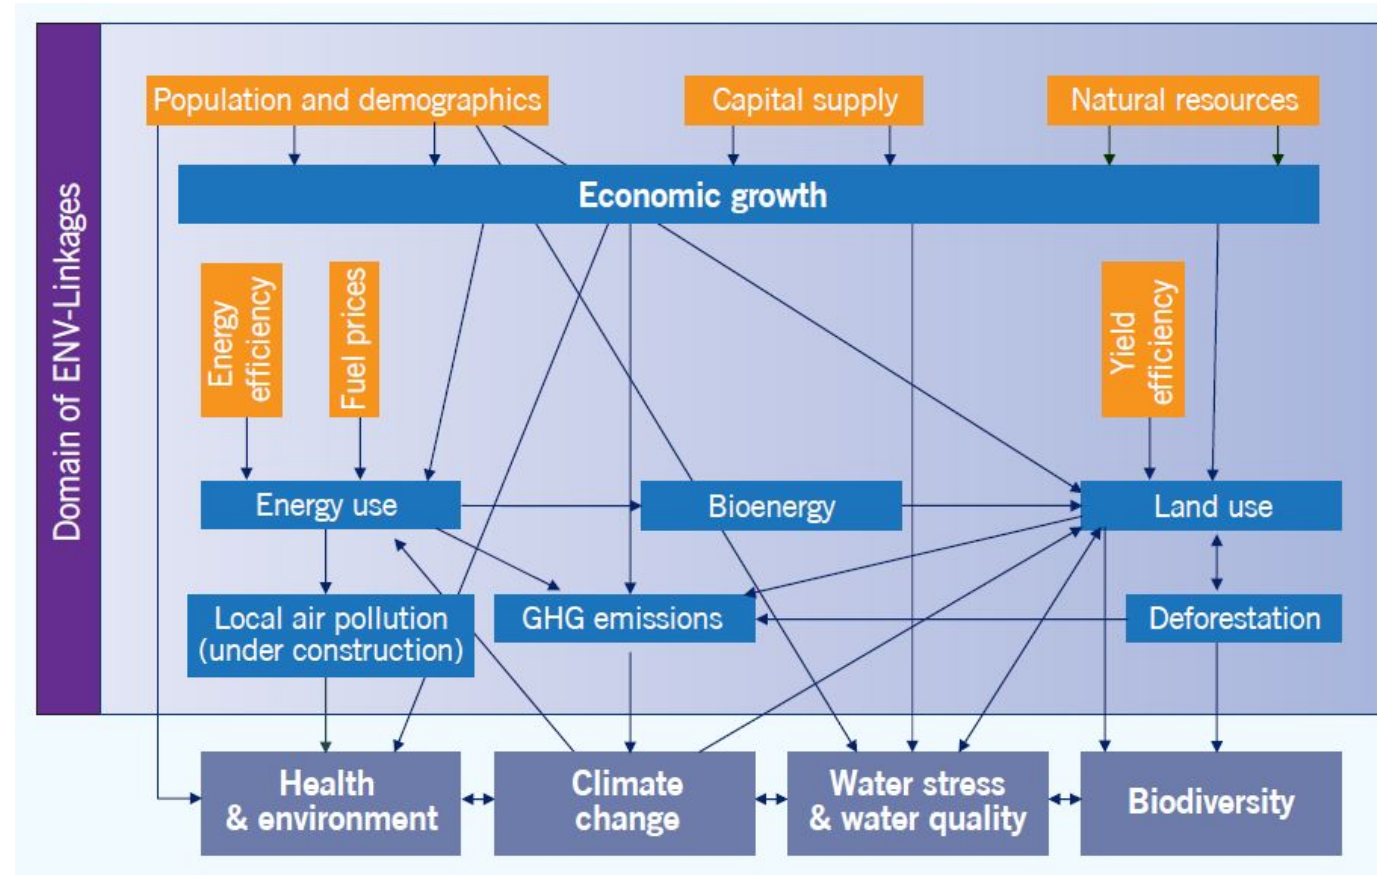 Domain of ENV-Linkages
Population and demographics
Capital supply
Natural resources
Economic growth
Energy
efficiency
Fuel prices
Yield
efficiency
Energy use
Bioenergy
Land use
Local air pollution
(under construction)
GHG emissions
Deforestation
Health
& environment
Climate
change
Water stress
& water quality
Biodiversity